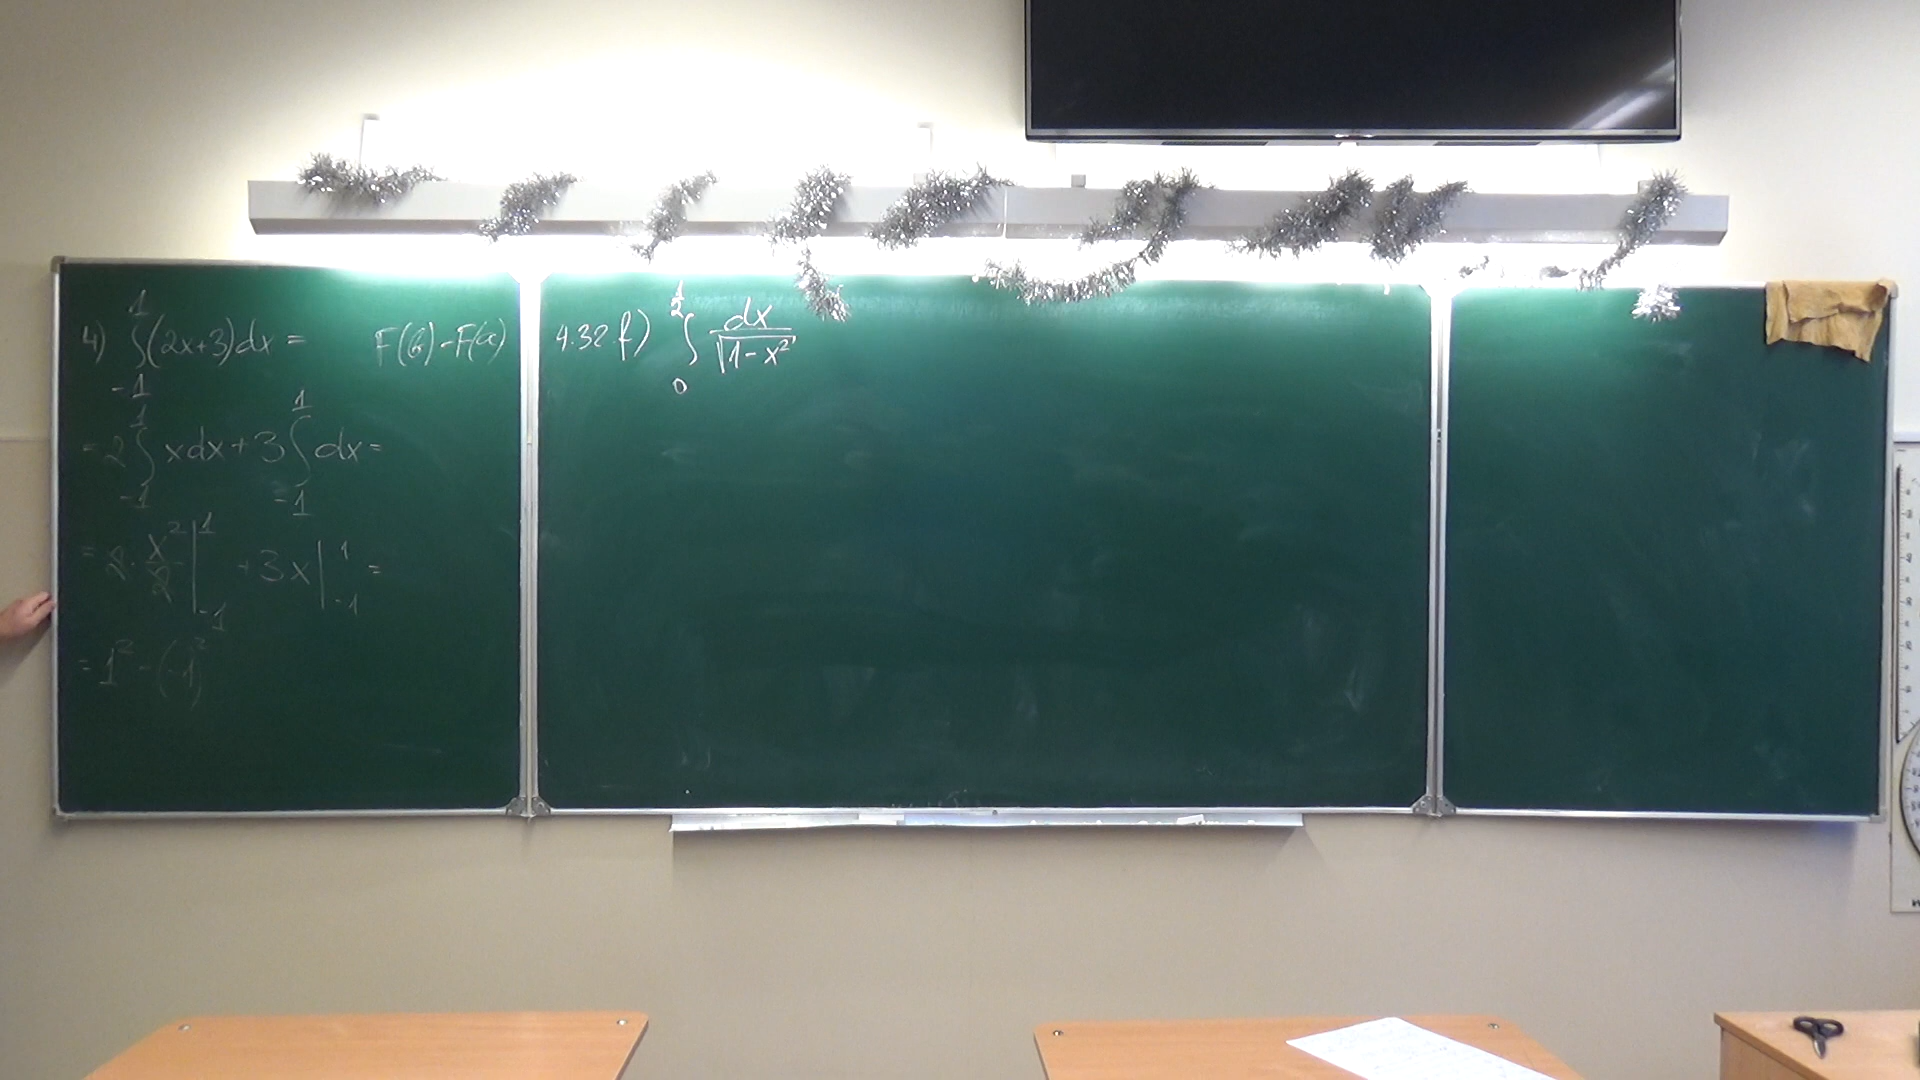 4) ∫₋₁¹ (2x+3)dx = F(b)-F(a)
= 2 ∫₋₁¹ xdx + 3 ∫₋₁¹ dx =
= 2 · x²/2 |₋₁¹ + 3x |₋₁¹ =
= 1² - (-1)²
4.32.f) ∫₀^(1/2) dx/√(1-x²)